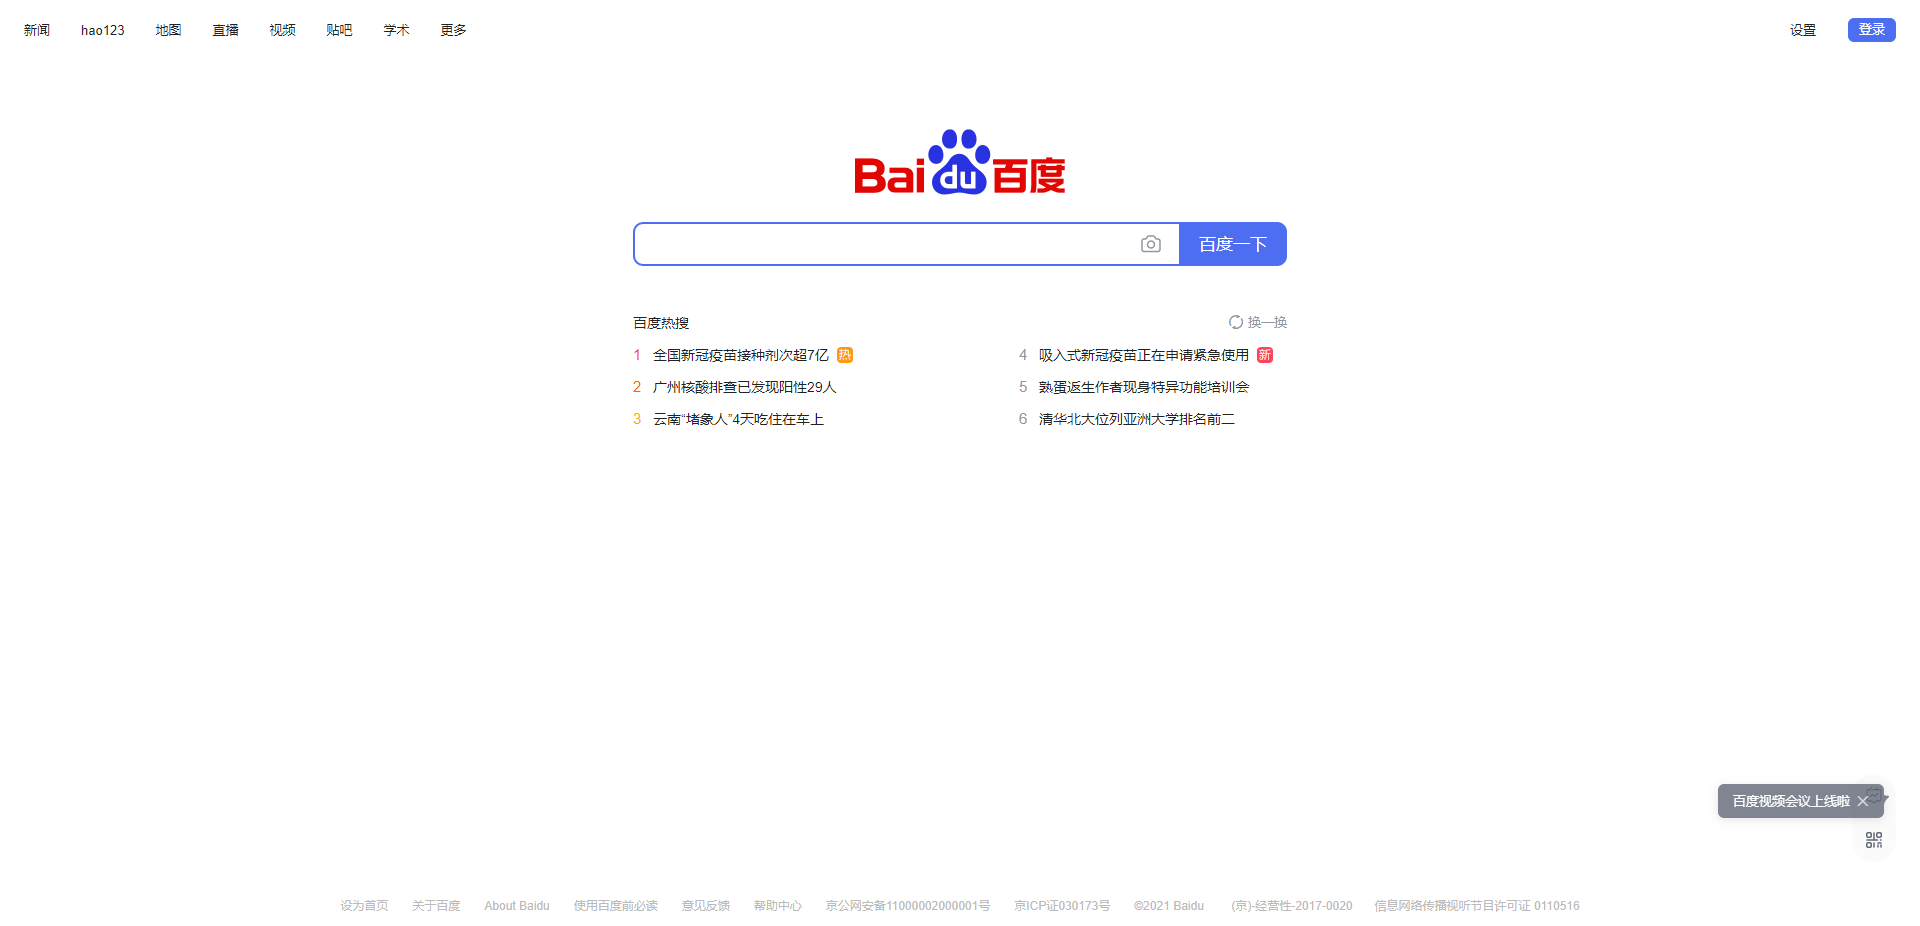 新闻 hao123 地图 直播 视频 贴吧 学术 更多 设置 登录
Bai du 百度
百度一下
百度热搜 换一换
1 全国新冠疫苗接种剂次超7亿 热
2 广州核酸排查已发现阳性29人
3 云南“堵象人”4天吃住在车上
4 吸入式新冠疫苗正在申请紧急使用 新
5 熟蛋返生作者现身特异功能培训会
6 清华北大位列亚洲大学排名前二
百度视频会议上线啦
设为首页 关于百度 About Baidu 使用百度前必读 意见反馈 帮助中心 京公网安备11000002000001号 京ICP证030173号 ©2021 Baidu (京)-经营性-2017-0020 信息网络传播视听节目许可证 0110516